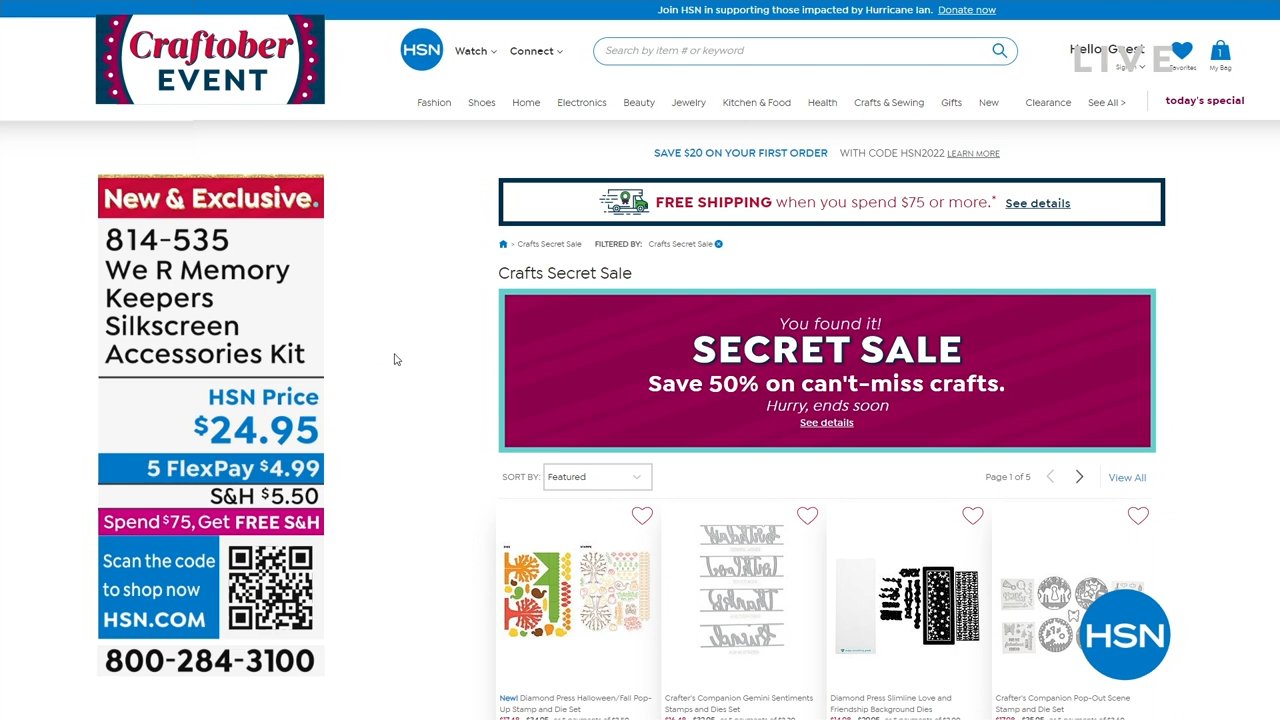 Join HSN in supporting those impacted by Hurricane Ian. Donate now
Craftober
EVENT
HSN
Watch
Connect
Search by item # or keyword
Hello, Guest
LIVE
Favorites
1
My Bag
Fashion Shoes Home Electronics Beauty Jewelry Kitchen & Food Health Crafts & Sewing Gifts New Clearance See All > today's special
SAVE $20 ON YOUR FIRST ORDER WITH CODE HSN2022 LEARN MORE
FREE SHIPPING when you spend $75 or more.* See details
> Crafts Secret Sale FILTERED BY: Crafts Secret Sale
Crafts Secret Sale
You found it!
SECRET SALE
Save 50% on can't-miss crafts.
Hurry, ends soon
See details
SORT BY: Featured
Page 1 of 5
View All
New & Exclusive.
814-535
We R Memory
Keepers
Silkscreen
Accessories Kit
HSN Price
$24.95
5 FlexPay $4.99
S&H $5.50
Spend $75, Get FREE S&H
Scan the code
to shop now
HSN.COM
800-284-3100
DIES
STAMPS
HSN
New! Diamond Press Halloween/Fall Pop-
Up Stamp and Die Set
Crafter's Companion Gemini Sentiments
Stamps and Dies Set
Diamond Press Slimline Love and
Friendship Background Dies
Crafter's Companion Pop-Out Scene
Stamp and Die Set